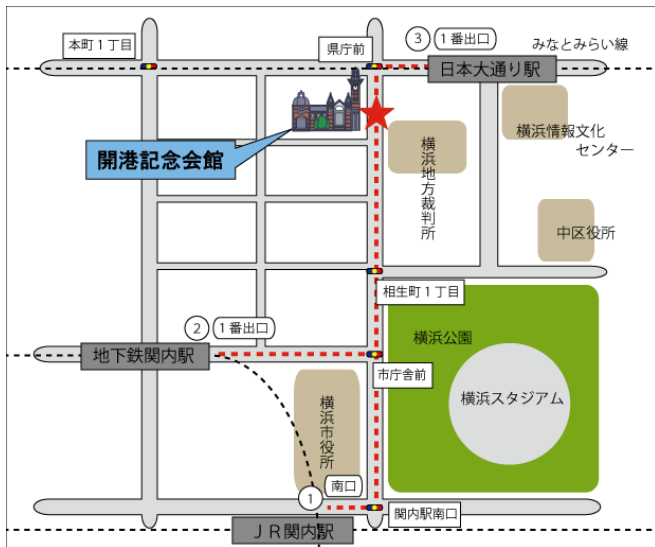 本町１丁目
県庁前
③
１番出口
みなとみらい線
日本大通り駅
横浜情報文化
センター
開港記念会館
横浜地方裁判所
中区役所
相生町１丁目
②
１番出口
地下鉄関内駅
横浜公園
市庁舎前
横浜スタジアム
横浜市役所
南口
①
関内駅南口
ＪＲ関内駅